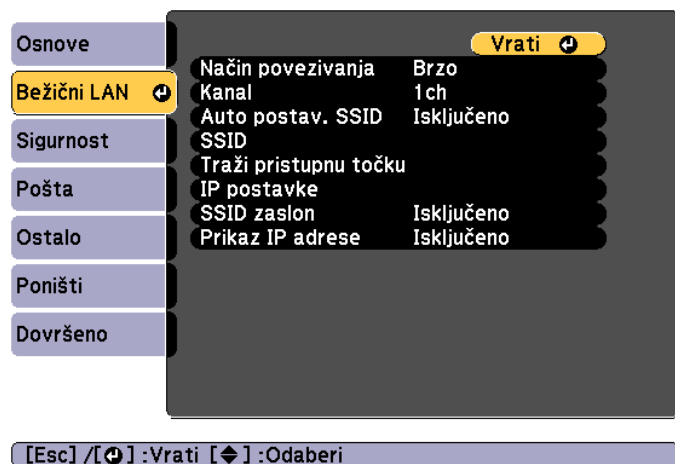 Osnove
Bežični LAN
Sigurnost
Pošta
Ostalo
Poništi
Dovršeno
Vrati
Način povezivanja Brzo
Kanal 1ch
Auto postav. SSID Isključeno
SSID
Traži pristupnu točku
IP postavke
SSID zaslon Isključeno
Prikaz IP adrese Isključeno
[Esc] /[⏎] :Vrati [◆] :Odaberi